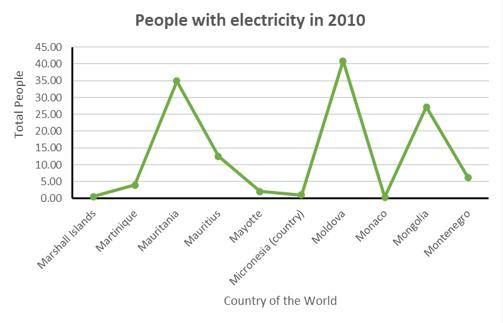 People with electricity in 2010
Total People
45.00
40.00
35.00
30.00
25.00
20.00
15.00
10.00
5.00
0.00
Marshall Islands
Martinique
Mauritania
Mauritius
Mayotte
Micronesia (country)
Moldova
Monaco
Mongolia
Montenegro
Country of the World